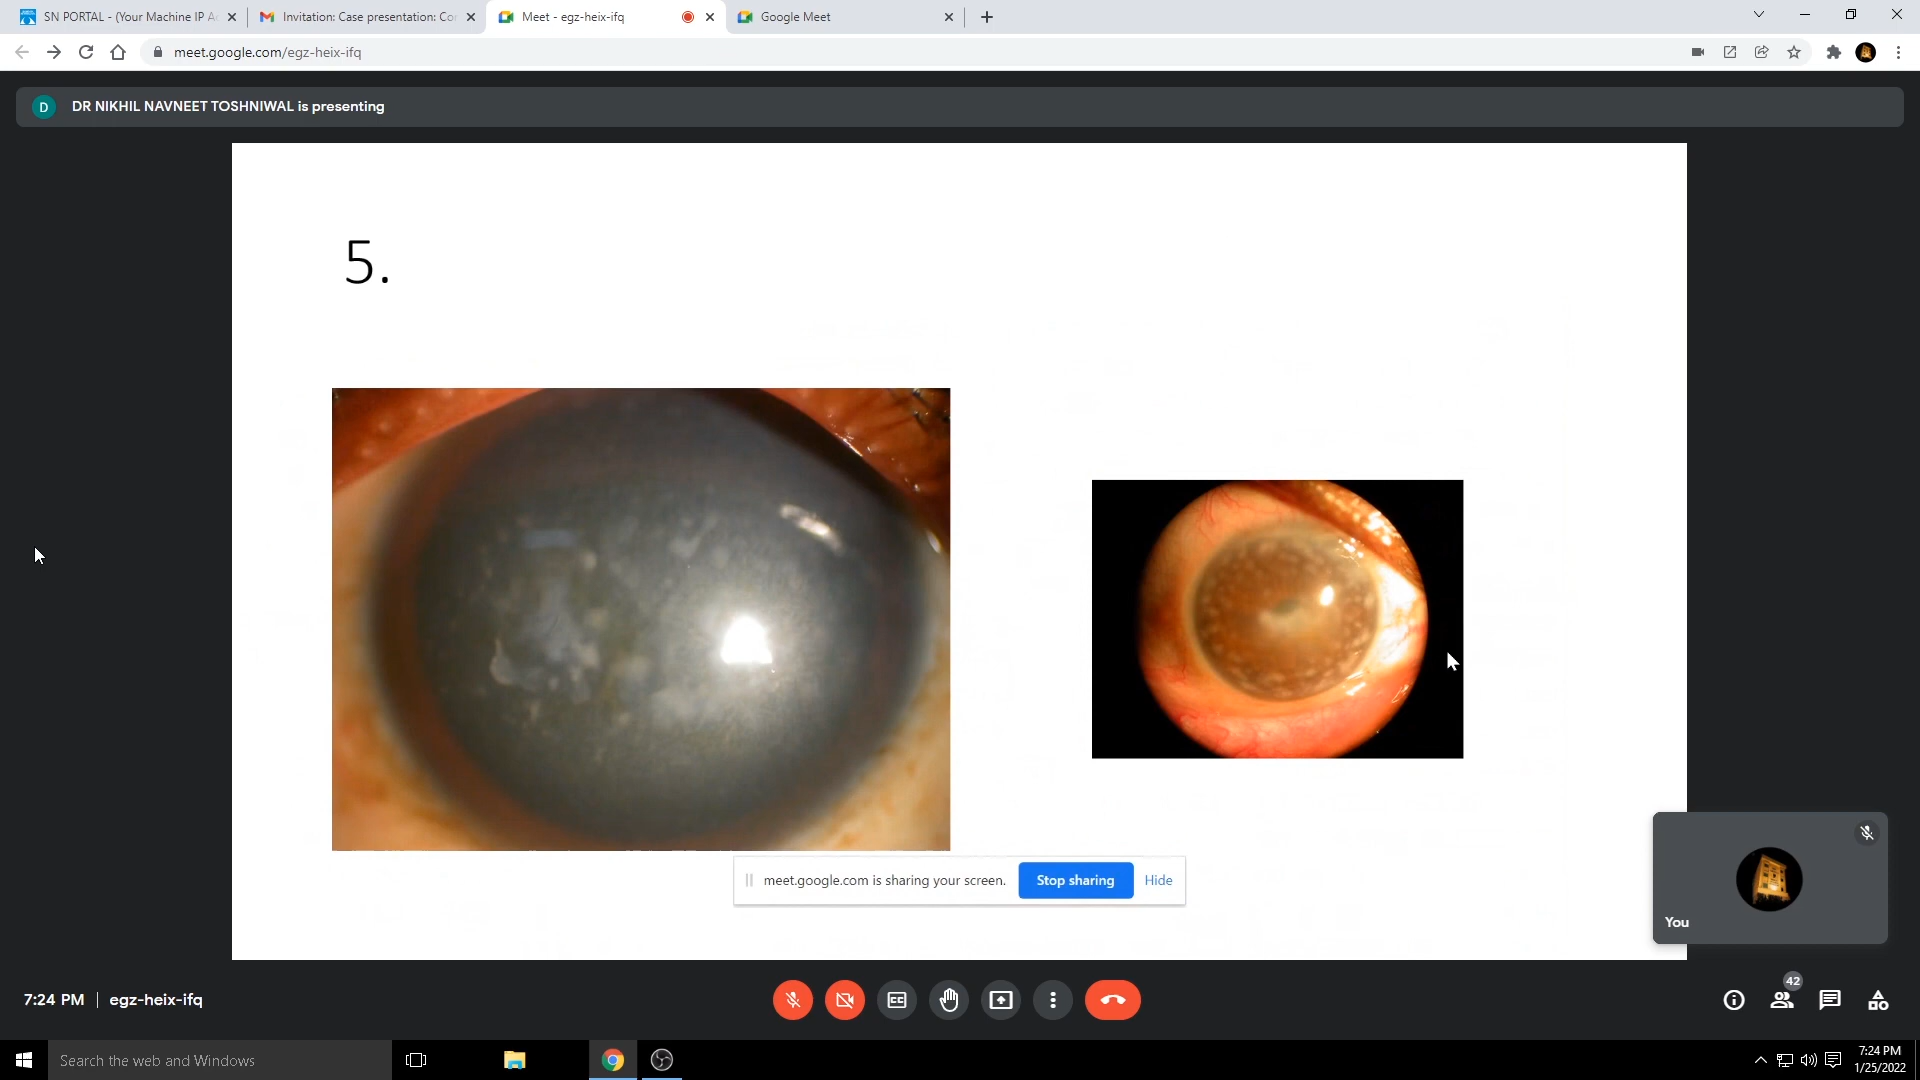 SN PORTAL - (Your Machine IP A
Invitation: Case presentation: Co
Meet - egz-heix-ifq
Google Meet
meet.google.com/egz-heix-ifq
D
DR NIKHIL NAVNEET TOSHNIWAL is presenting
5.
meet.google.com is sharing your screen.
Stop sharing
Hide
You
7:24 PM | egz-heix-ifq
CC
42
Search the web and Windows
7:24 PM
1/25/2022